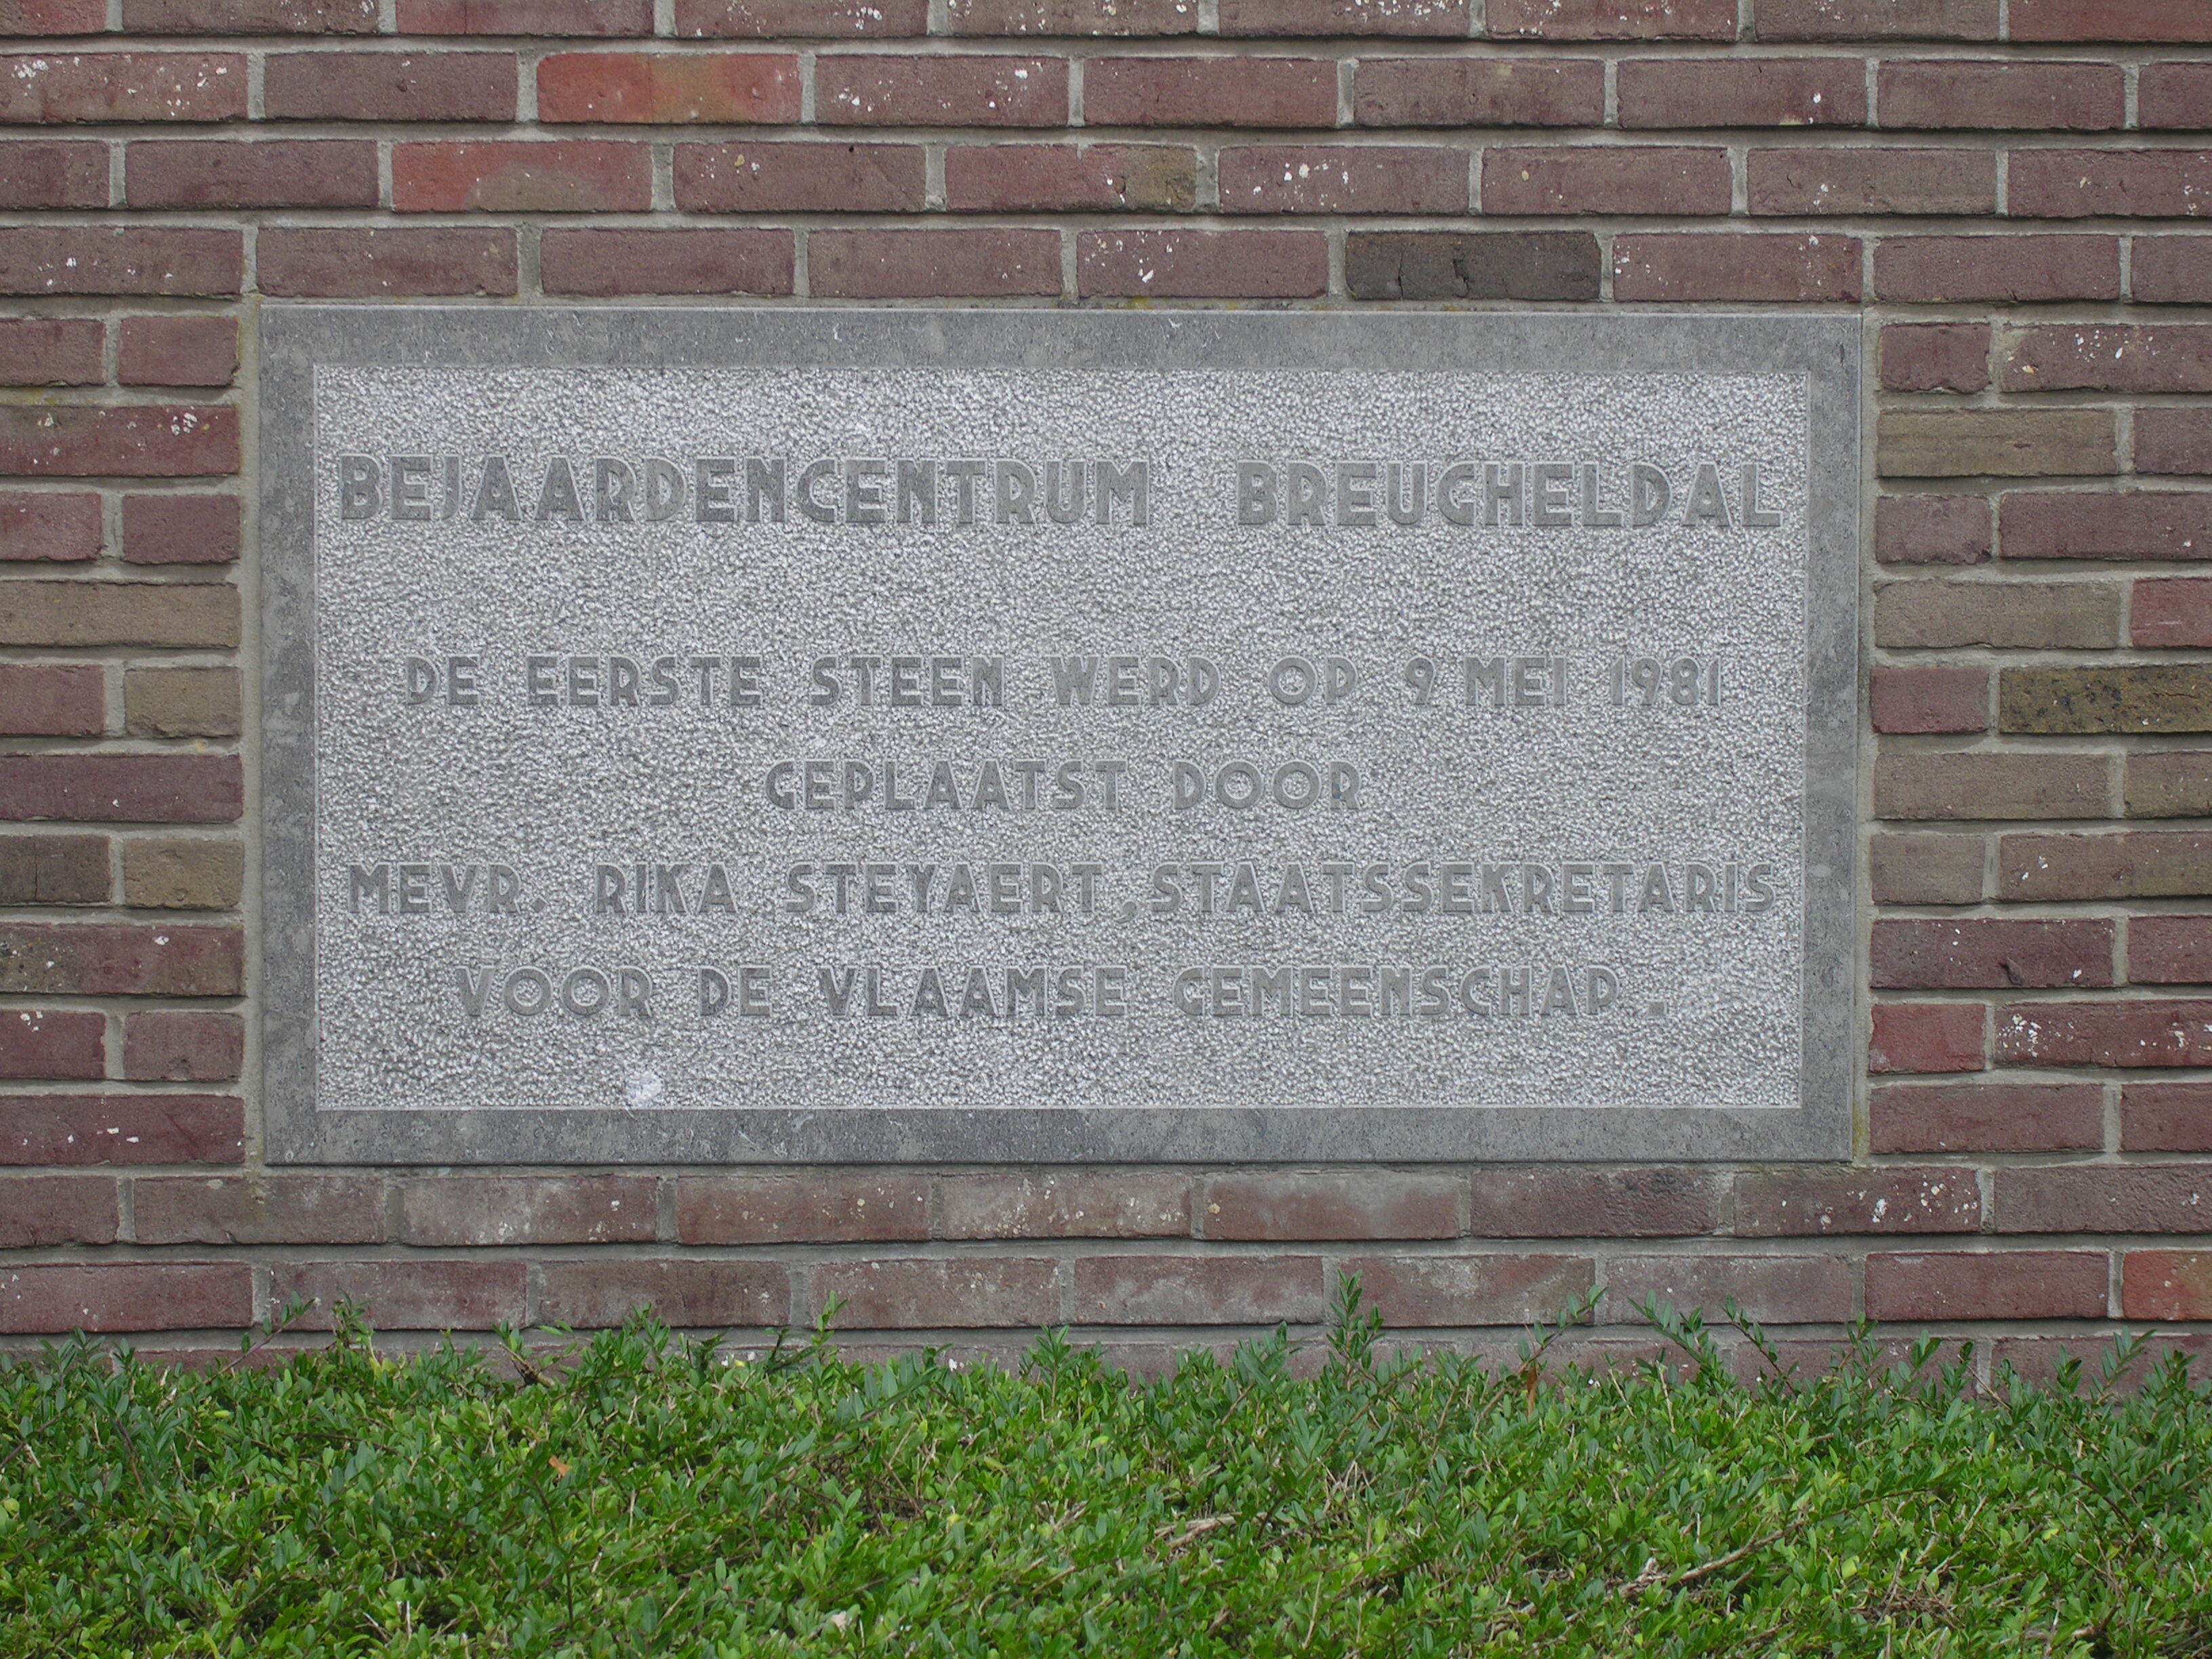 BEJAARDENCENTRUM BREUGHELDAL
DE EERSTE STEEN WERD OP 9 MEI 1981
GEPLAATST DOOR
MEVR. RIKA STEYAERT, STAATSSEKRETARIS
VOOR DE VLAAMSE GEMEENSCHAP.